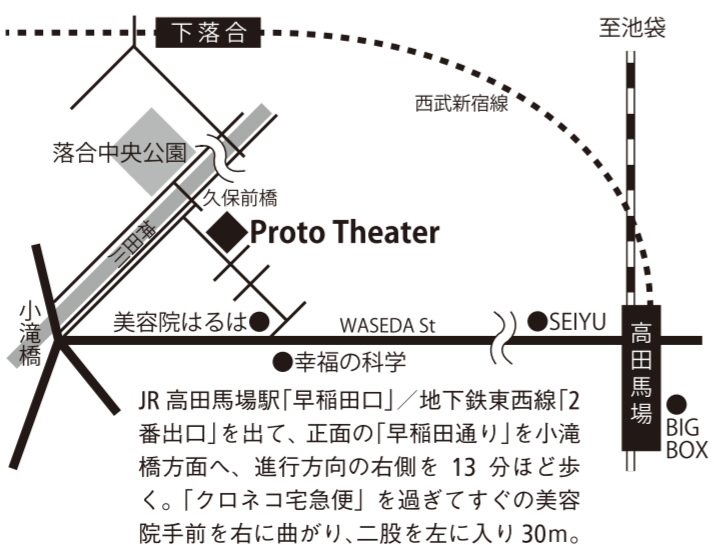 下落合
至池袋
西武新宿線
落合中央公園
久保前橋
Proto Theater
神田川
小滝橋
美容院はるは
WASEDA St
SEIYU
高田馬場
幸福の科学
BIG
BOX
JR 高田馬場駅「早稲田口」／地下鉄東西線「2
番出口」を出て、正面の「早稲田通り」を小滝
橋方面へ、進行方向の右側を 13 分ほど歩
く。「クロネコ宅急便」を過ぎてすぐの美容
院手前を右に曲がり、二股を左に入り 30m。